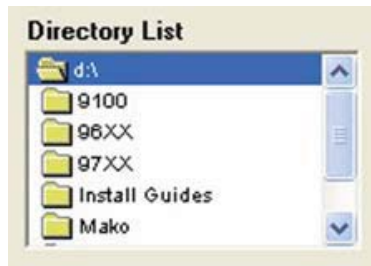 Directory List
d:\
9100
96XX
97XX
Install Guides
Mako